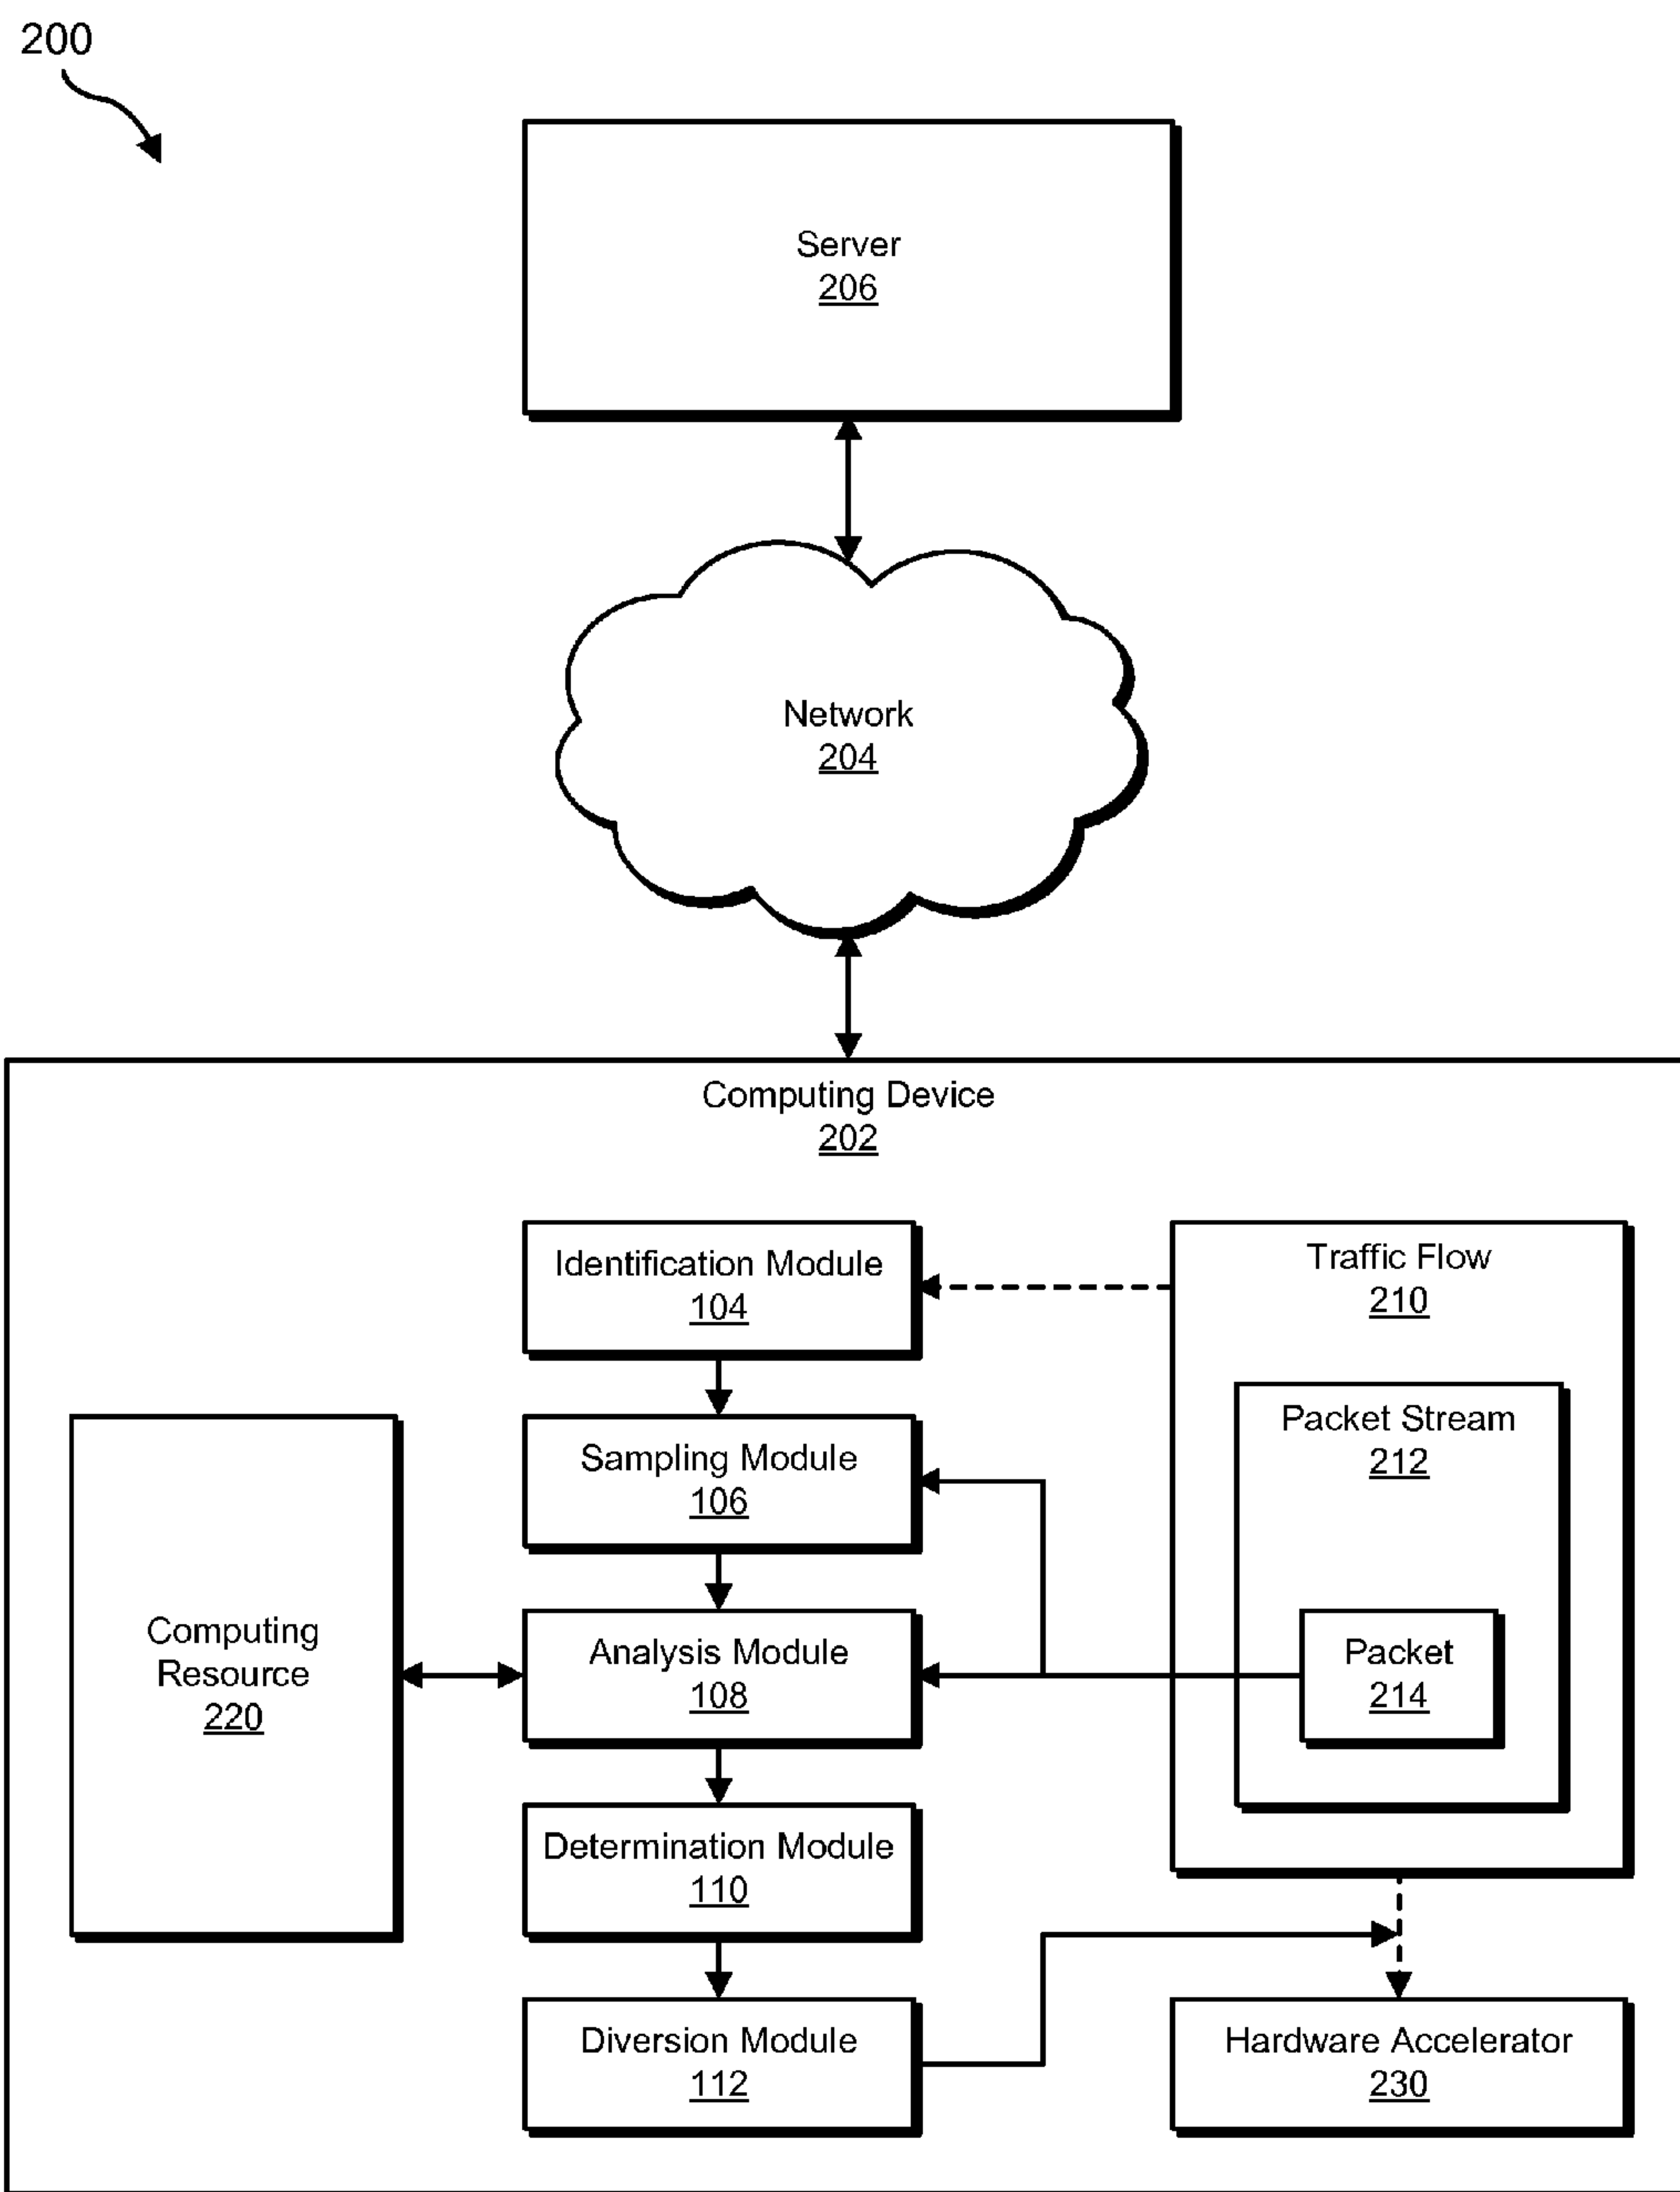 200
Server
206
Network
204
Computing Device
202
Identification Module
104
Traffic Flow
210
Packet Stream
212
Sampling Module
106
Computing
Resource
220
Analysis Module
108
Packet
214
Determination Module
110
Diversion Module
112
Hardware Accelerator
230